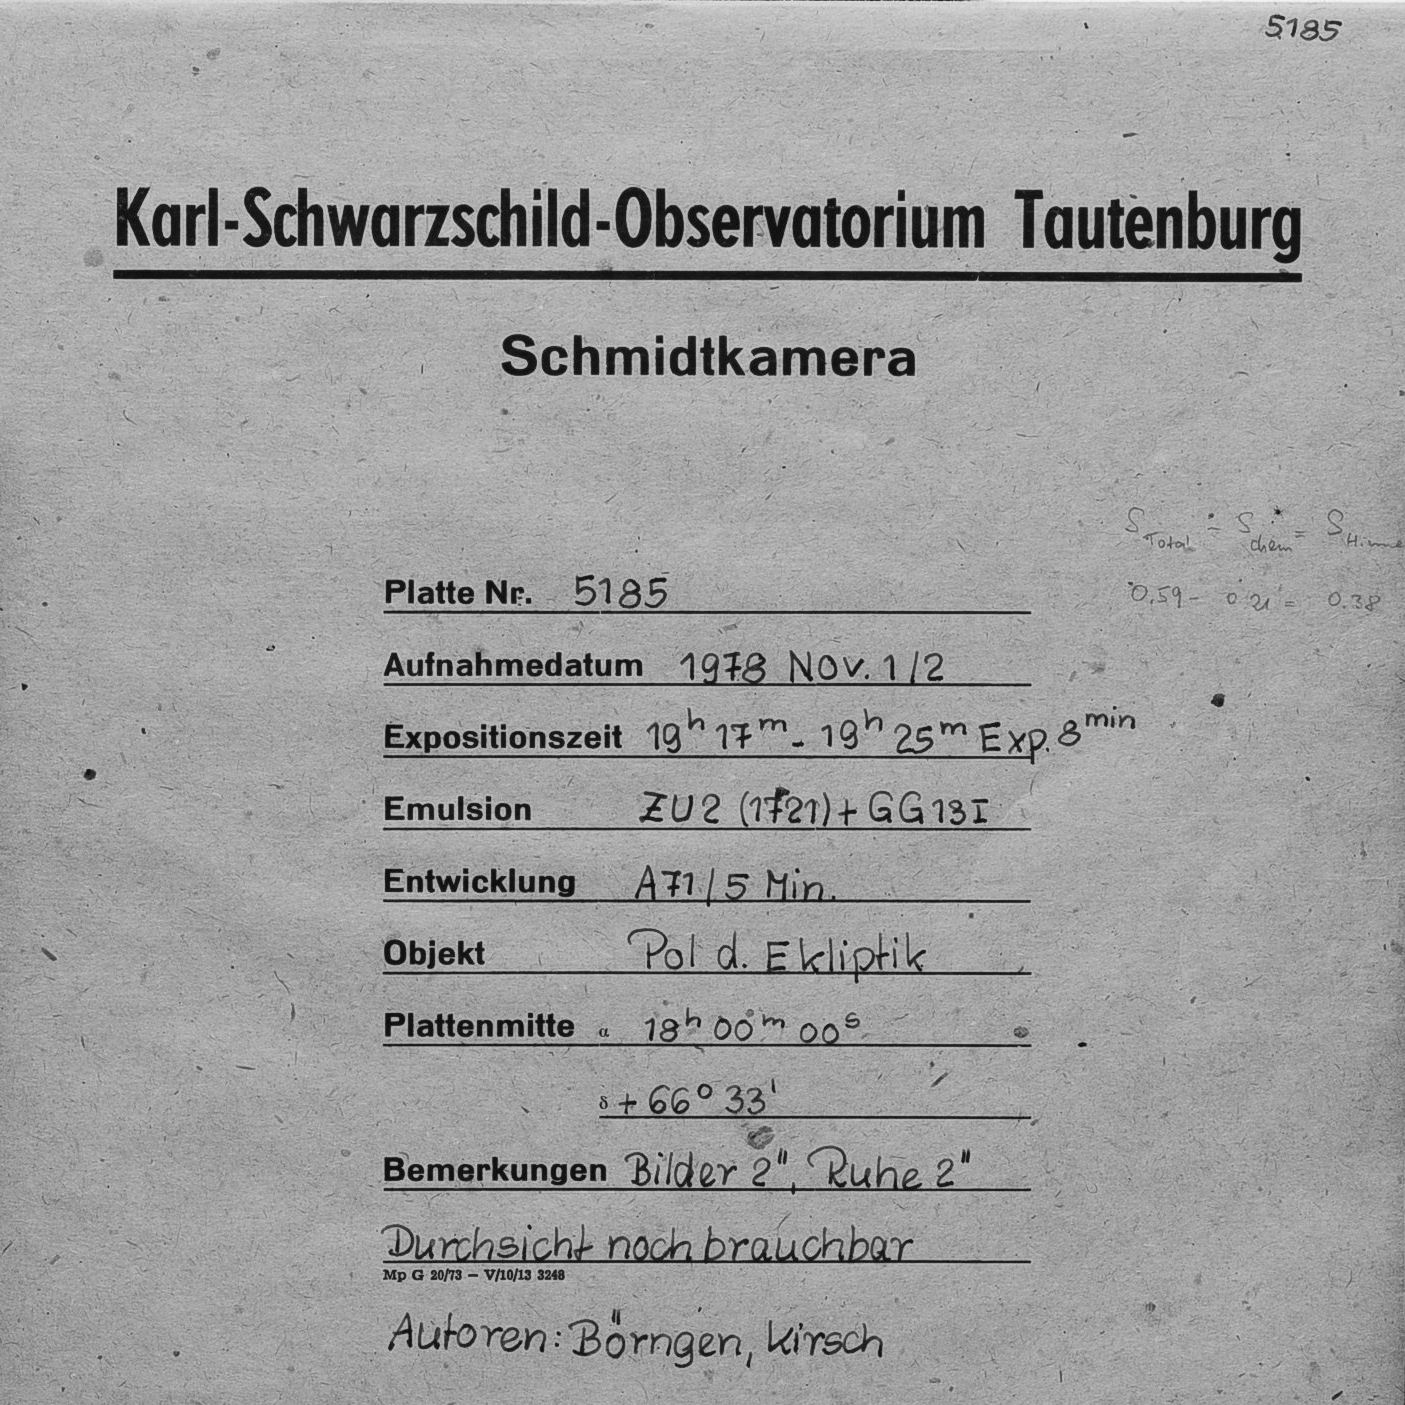 5185
Karl-Schwarzschild-Observatorium Tautenburg
Schmidtkamera
S Total - S chem = S Himme
0.59 - 0.21 = 0.38
Platte Nr. 5185
Aufnahmedatum 1978 Nov. 1/2
Expositionszeit 19h 17m - 19h 25m Exp. 8min
Emulsion ZU2 (1721) + GG13I
Entwicklung A71/5 Min.
Objekt Pol d. Ekliptik
Plattenmitte α 18h 00m 00s
δ + 66° 33'
Bemerkungen Bilder 2", Ruhe 2"
Durchsicht noch brauchbar
Mp G 20/73 — V/10/13 3248
Autoren: Börngen, Kirsch